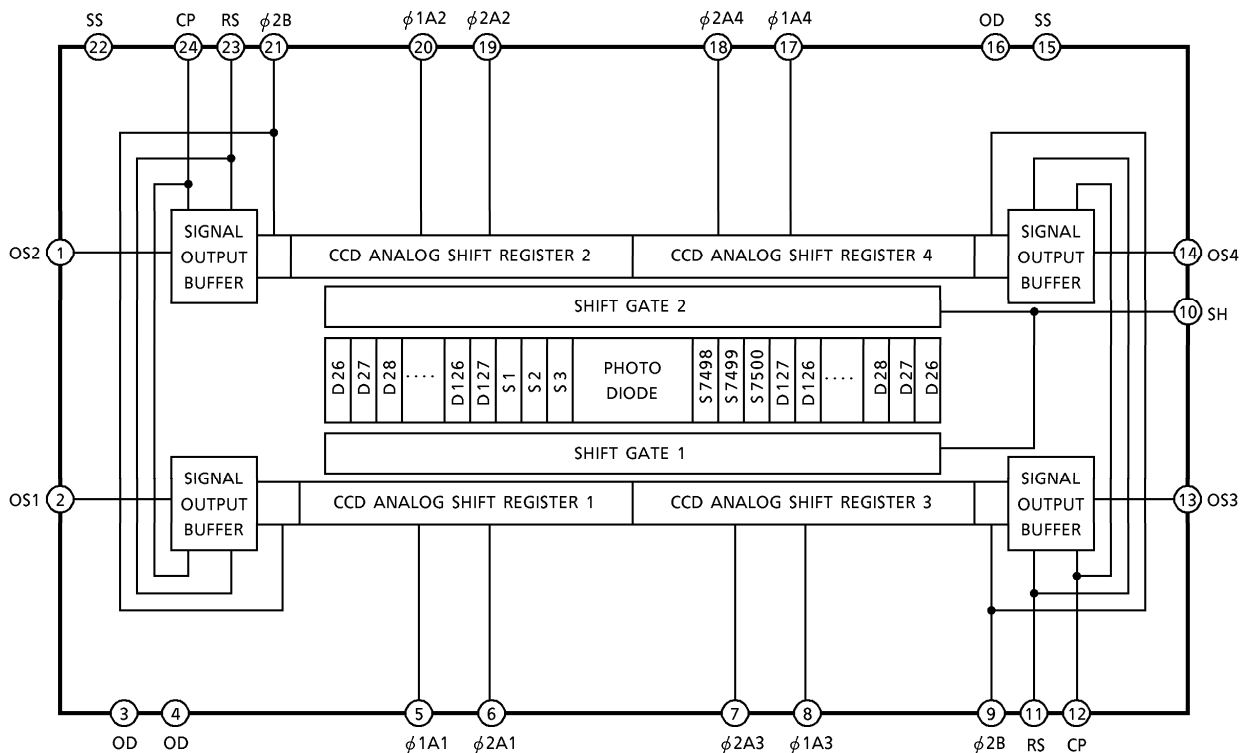 SS CP RS ϕ2B ϕ1A2 ϕ2A2 ϕ2A4 ϕ1A4 OD SS
22 24 23 21 20 19 18 17 16 15
SIGNAL
OUTPUT
BUFFER
SIGNAL
OUTPUT
BUFFER
OS2 1
CCD ANALOG SHIFT REGISTER 2
CCD ANALOG SHIFT REGISTER 4
14 OS4
SHIFT GATE 2
10 SH
D26 D27 D28 .... D126 D127 S1 S2 S3
PHOTO
DIODE
S7498 S7499 S7500 D127 D126 .... D28 D27 D26
SHIFT GATE 1
SIGNAL
OUTPUT
BUFFER
SIGNAL
OUTPUT
BUFFER
OS1 2
CCD ANALOG SHIFT REGISTER 1
CCD ANALOG SHIFT REGISTER 3
13 OS3
3 4 5 6 7 8 9 11 12
OD OD ϕ1A1 ϕ2A1 ϕ2A3 ϕ1A3 ϕ2B RS CP